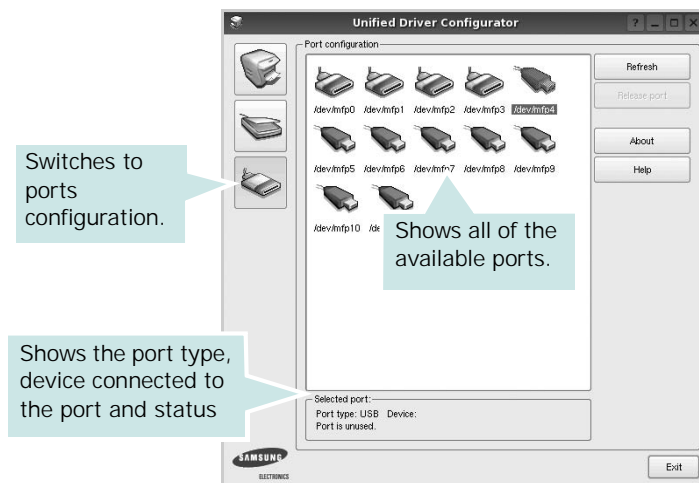 Unified Driver Configurator
Port configuration
/dev/mfp0 /dev/mfp1 /dev/mfp2 /dev/mfp3 /dev/mfp4
/dev/mfp5 /dev/mfp6 /dev/mfp7 /dev/mfp8 /dev/mfp9
/dev/mfp10
Refresh
Release port
About
Help
Switches to
ports
configuration.
Shows all of the
available ports.
Shows the port type,
device connected to
the port and status
Selected port:
Port type: USB Device:
Port is unused.
SAMSUNG
ELECTRONICS
Exit